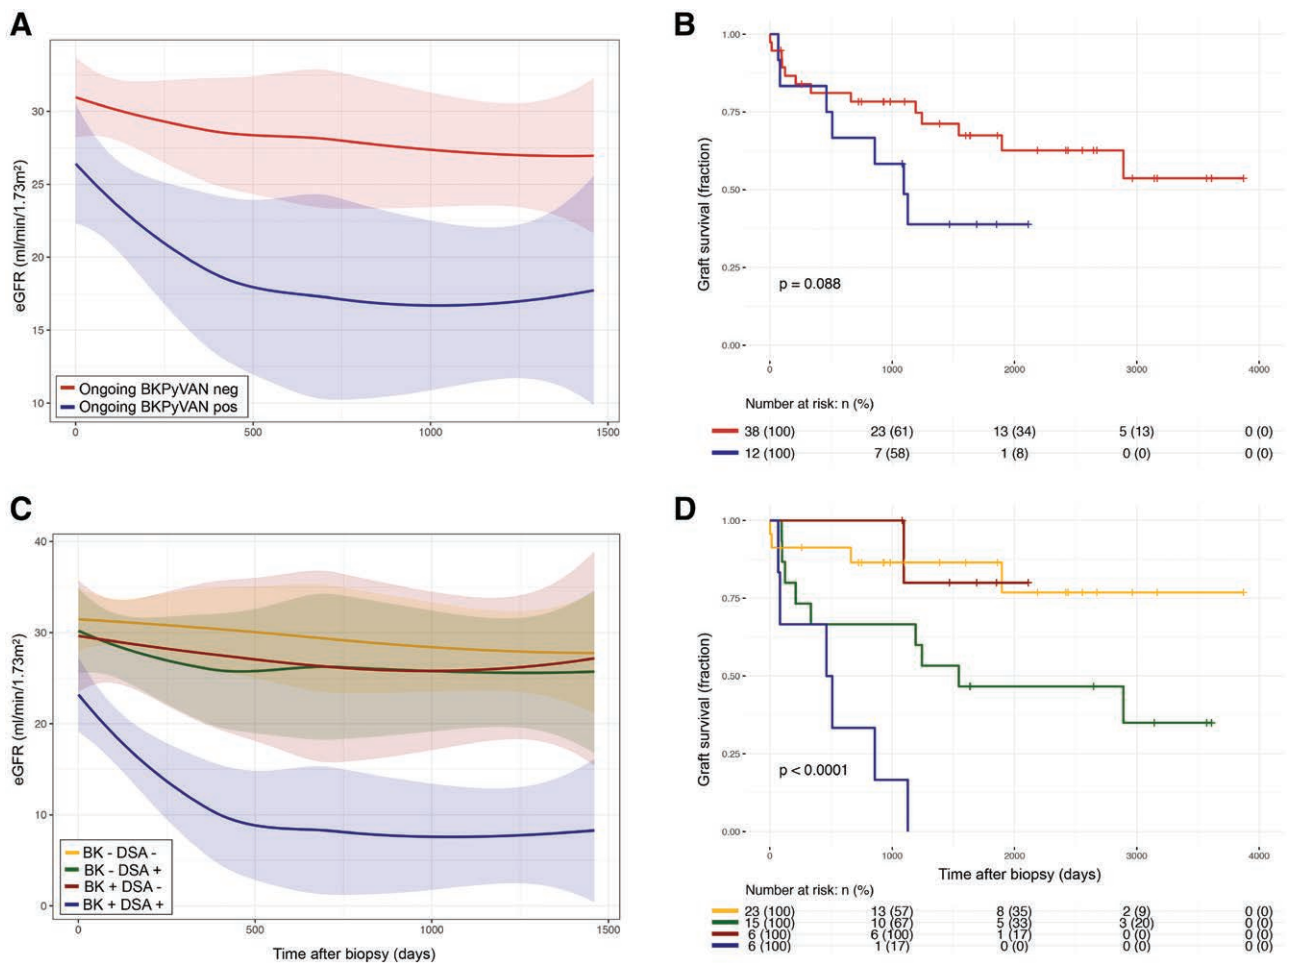 A
eGFR (ml/min/1.73m²)
30
25
20
15
10
Ongoing BKPyVAN neg
Ongoing BKPyVAN pos
0 500 1000 1500
B
Graft survival (fraction)
1.00
0.75
0.50
0.25
0.00
p = 0.088
0 1000 2000 3000 4000
Number at risk: n (%)
38 (100) 23 (61) 13 (34) 5 (13) 0 (0)
12 (100) 7 (58) 1 (8) 0 (0) 0 (0)
C
eGFR (ml/min/1.73m²)
40
30
20
10
0
BK - DSA -
BK - DSA +
BK + DSA -
BK + DSA +
0 500 1000 1500
Time after biopsy (days)
D
Graft survival (fraction)
1.00
0.75
0.50
0.25
0.00
p < 0.0001
0 1000 2000 3000 4000
Time after biopsy (days)
Number at risk: n (%)
23 (100) 13 (57) 8 (35) 2 (9) 0 (0)
15 (100) 10 (67) 5 (33) 3 (20) 0 (0)
6 (100) 6 (100) 1 (17) 0 (0) 0 (0)
6 (100) 1 (17) 0 (0) 0 (0) 0 (0)